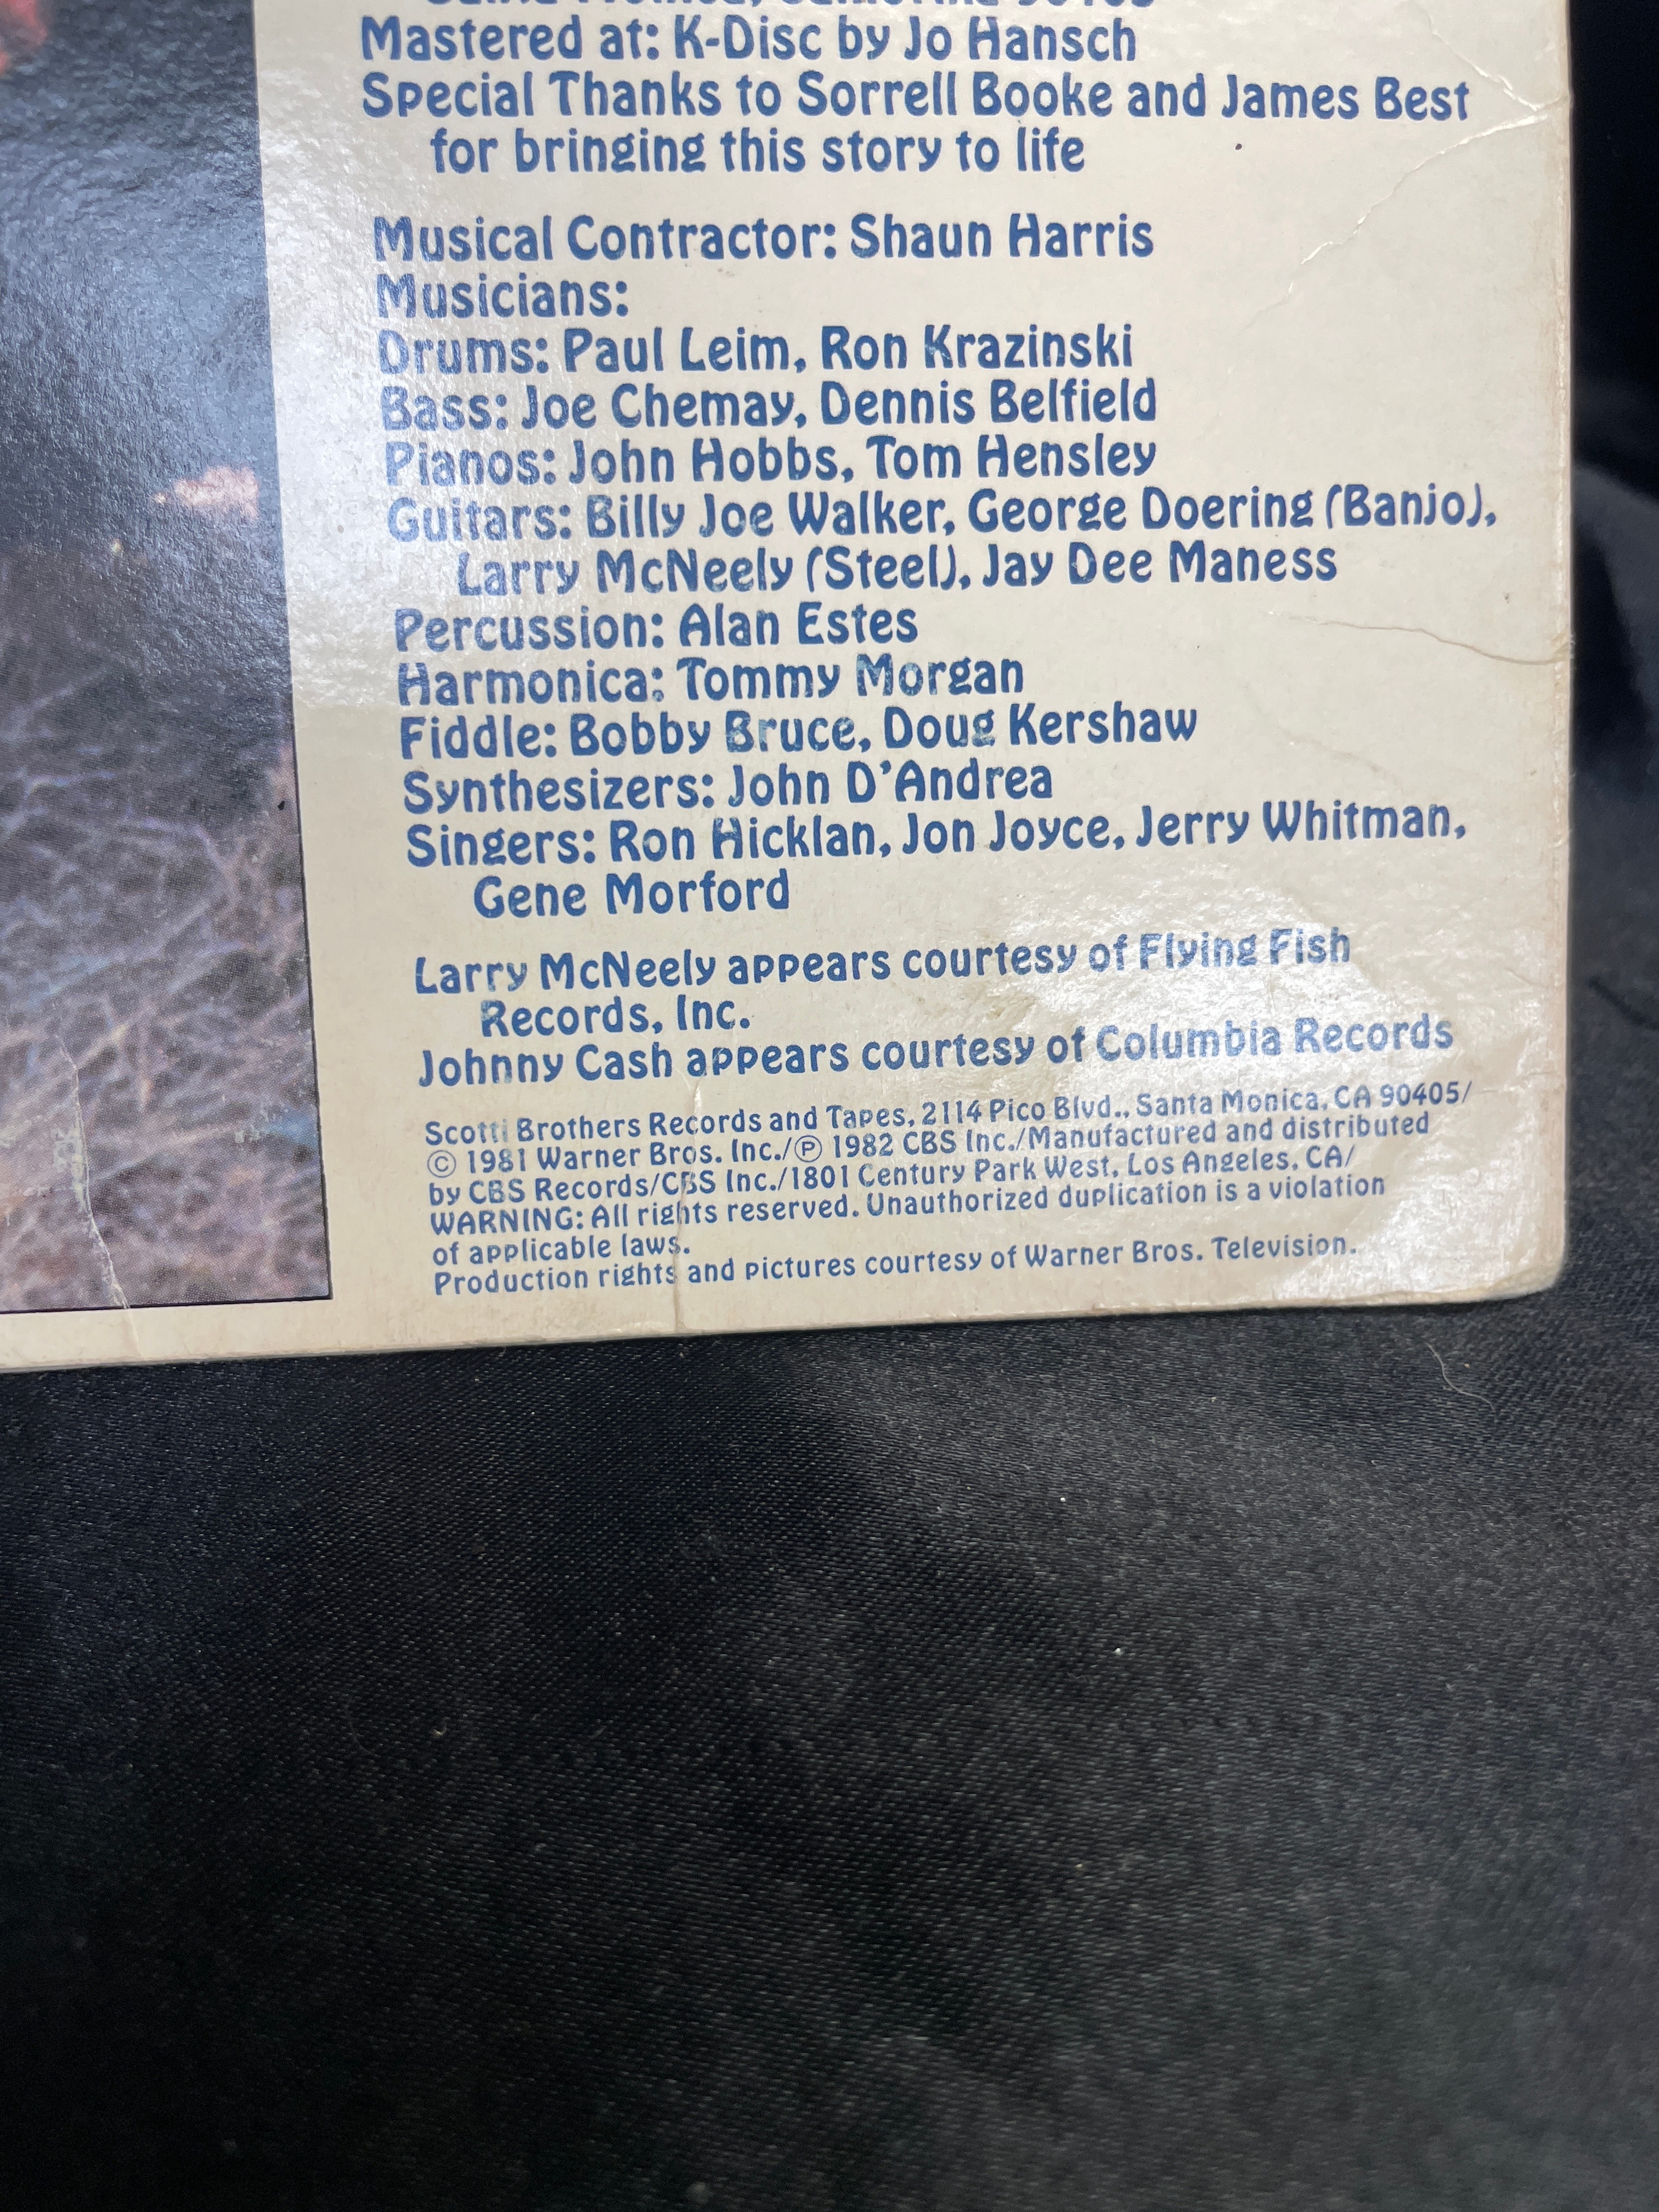 Mastered at: K-Disc by Jo Hansch
Special Thanks to Sorrell Booke and James Best
for bringing this story to life
Musical Contractor: Shaun Harris
Musicians:
Drums: Paul Leim, Ron Krazinski
Bass: Joe Chemay, Dennis Belfield
Pianos: John Hobbs, Tom Hensley
Guitars: Billy Joe Walker, George Doering (Banjo),
Larry McNeely (Steel), Jay Dee Maness
Percussion: Alan Estes
Harmonica: Tommy Morgan
Fiddle: Bobby Bruce, Doug Kershaw
Synthesizers: John D'Andrea
Singers: Ron Hicklan, Jon Joyce, Jerry Whitman,
Gene Morford
Larry McNeely appears courtesy of Flying Fish
Records, Inc.
Johnny Cash appears courtesy of Columbia Records
Scotti Brothers Records and Tapes, 2114 Pico Blvd., Santa Monica, CA 90405/
© 1981 Warner Bros. Inc./℗ 1982 CBS Inc./Manufactured and distributed
by CBS Records/CBS Inc./1801 Century Park West, Los Angeles, CA/
WARNING: All rights reserved. Unauthorized duplication is a violation
of applicable laws.
Production rights and pictures courtesy of Warner Bros. Television.